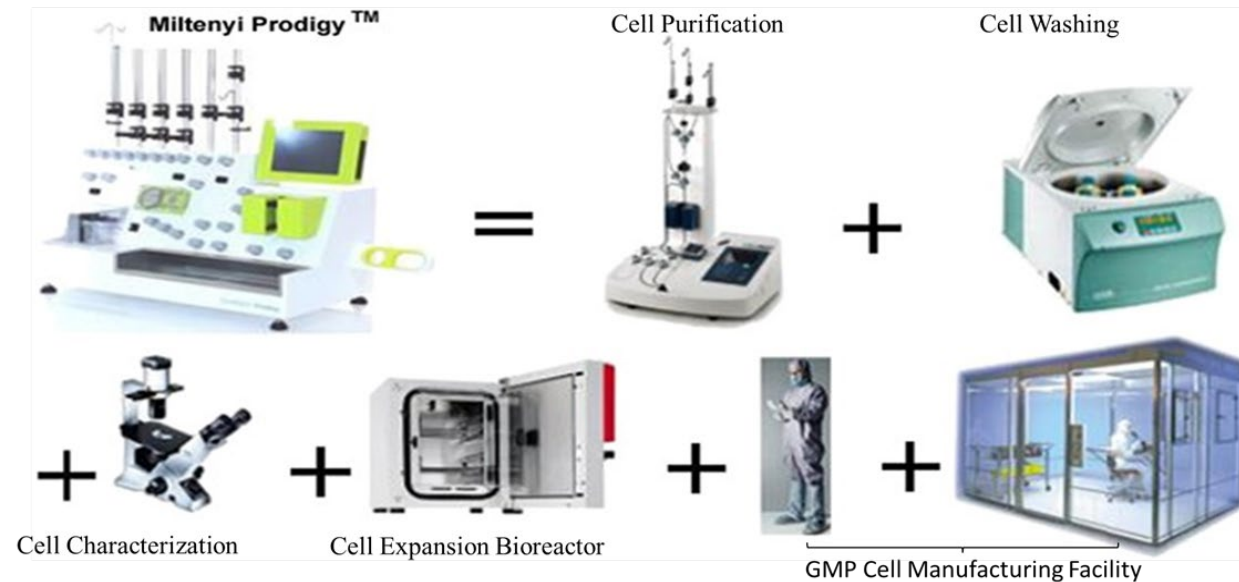 Miltenyi Prodigy TM
Cell Purification
Cell Washing
=
+
+
+
+
+
Cell Characterization
Cell Expansion Bioreactor
GMP Cell Manufacturing Facility